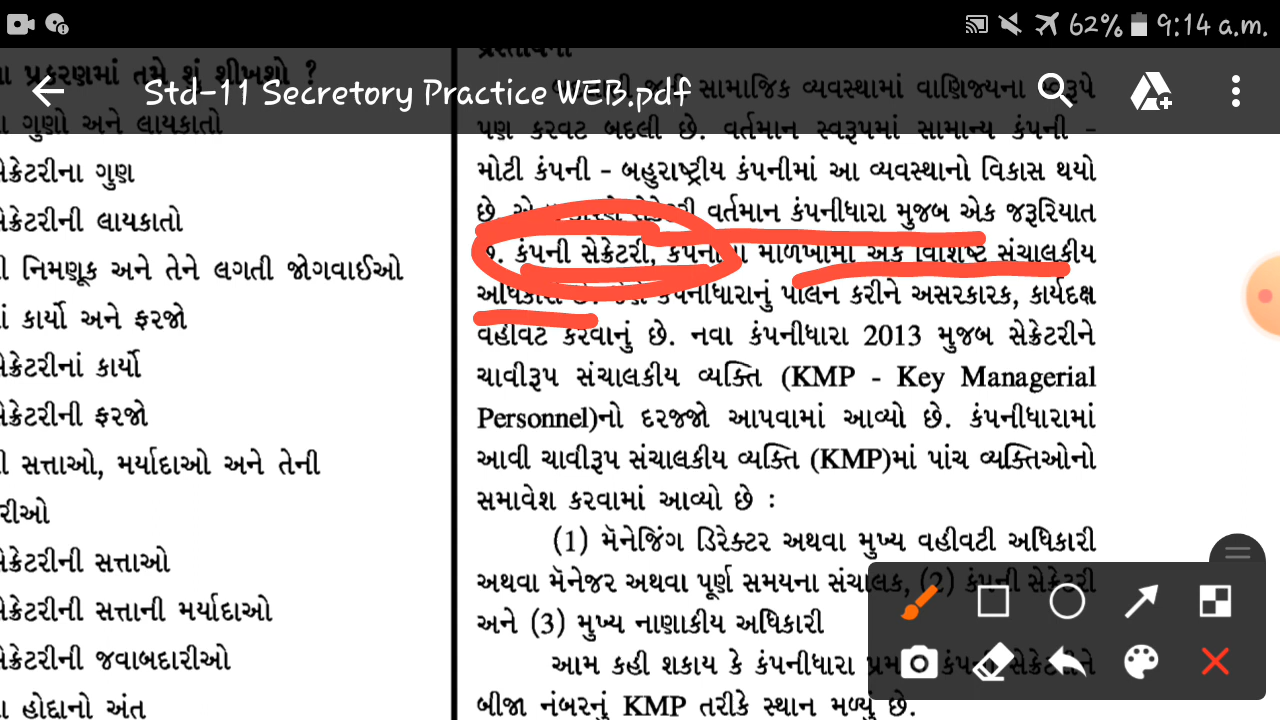 62% 9:14 a.m.
Std-11 Secretory Practice WEB.pdf
પ્રકરણમાં તમે શું શીખશો ?
ગુણો અને લાયકાતો
સેક્રેટરીના ગુણ
સેક્રેટરીની લાયકાતો
નિમણૂક અને તેને લગતી જોગવાઈઓ
કાર્યો અને ફરજો
સેક્રેટરીનાં કાર્યો
સેક્રેટરીની ફરજો
સત્તાઓ, મર્યાદાઓ અને તેની
સેક્રેટરીની સત્તાઓ
સેક્રેટરીની સત્તાની મર્યાદાઓ
સેક્રેટરીની જવાબદારીઓ
હોદ્દાનો અંત
સામાજિક વ્યવસ્થામાં વાણિજ્યના
પણ કરવટ બદલી છે. વર્તમાન સ્વરૂપમાં સામાન્ય કંપની -
મોટી કંપની - બહુરાષ્ટ્રીય કંપનીમાં આ વ્યવસ્થાનો વિકાસ થયો
છે. સેક્રેટરી વર્તમાન કંપનીધારા મુજબ એક જરૂરિયાત
છે. કંપની સેક્રેટરી, કંપનીના માળખામાં એક વિશિષ્ટ સંચાલકીય
અધિકારી છે. કંપનીધારાનું પાલન કરીને અસરકારક, કાર્યદક્ષ
વહીવટ કરવાનું છે. નવા કંપનીધારા 2013 મુજબ સેક્રેટરીને
ચાવીરૂપ સંચાલકીય વ્યક્તિ (KMP - Key Managerial
Personnel)નો દરજ્જો આપવામાં આવ્યો છે. કંપનીધારામાં
આવી ચાવીરૂપ સંચાલકીય વ્યક્તિ (KMP)માં પાંચ વ્યક્તિઓનો
સમાવેશ કરવામાં આવ્યો છે :
(1) મૅનેજિંગ ડિરેક્ટર અથવા મુખ્ય વહીવટી અધિકારી
અથવા મૅનેજર અથવા પૂર્ણ સમયના સંચાલક, (2) કંપની સેક્રેટરી
અને (3) મુખ્ય નાણાકીય અધિકારી
આમ કહી શકાય કે કંપનીધારા કંપની સેક્રેટરીને
બીજા નંબરનું KMP તરીકે સ્થાન મળ્યું છે.